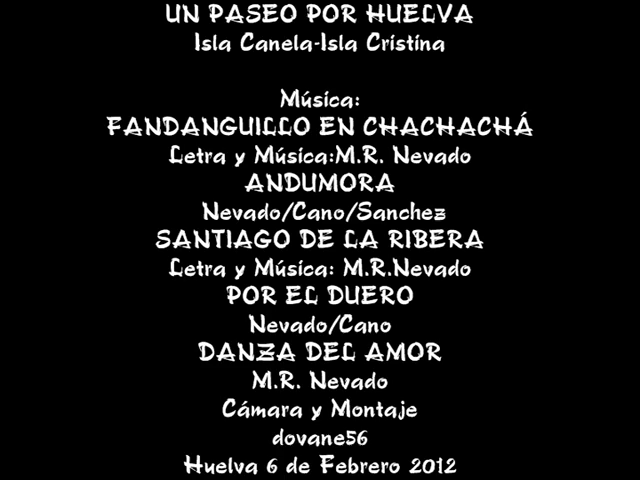 UN PASEO POR HUELVA
Isla Canela-Isla Cristina
Música:
FANDANGUILLO EN CHACHACHÁ
Letra y Música:M.R. Nevado
ANDUMORA
Nevado/Cano/Sanchez
SANTIAGO DE LA RIBERA
Letra y Música: M.R.Nevado
POR EL DUERO
Nevado/Cano
DANZA DEL AMOR
M.R. Nevado
Cámara y Montaje
dovane56
Huelva 6 de Febrero 2012